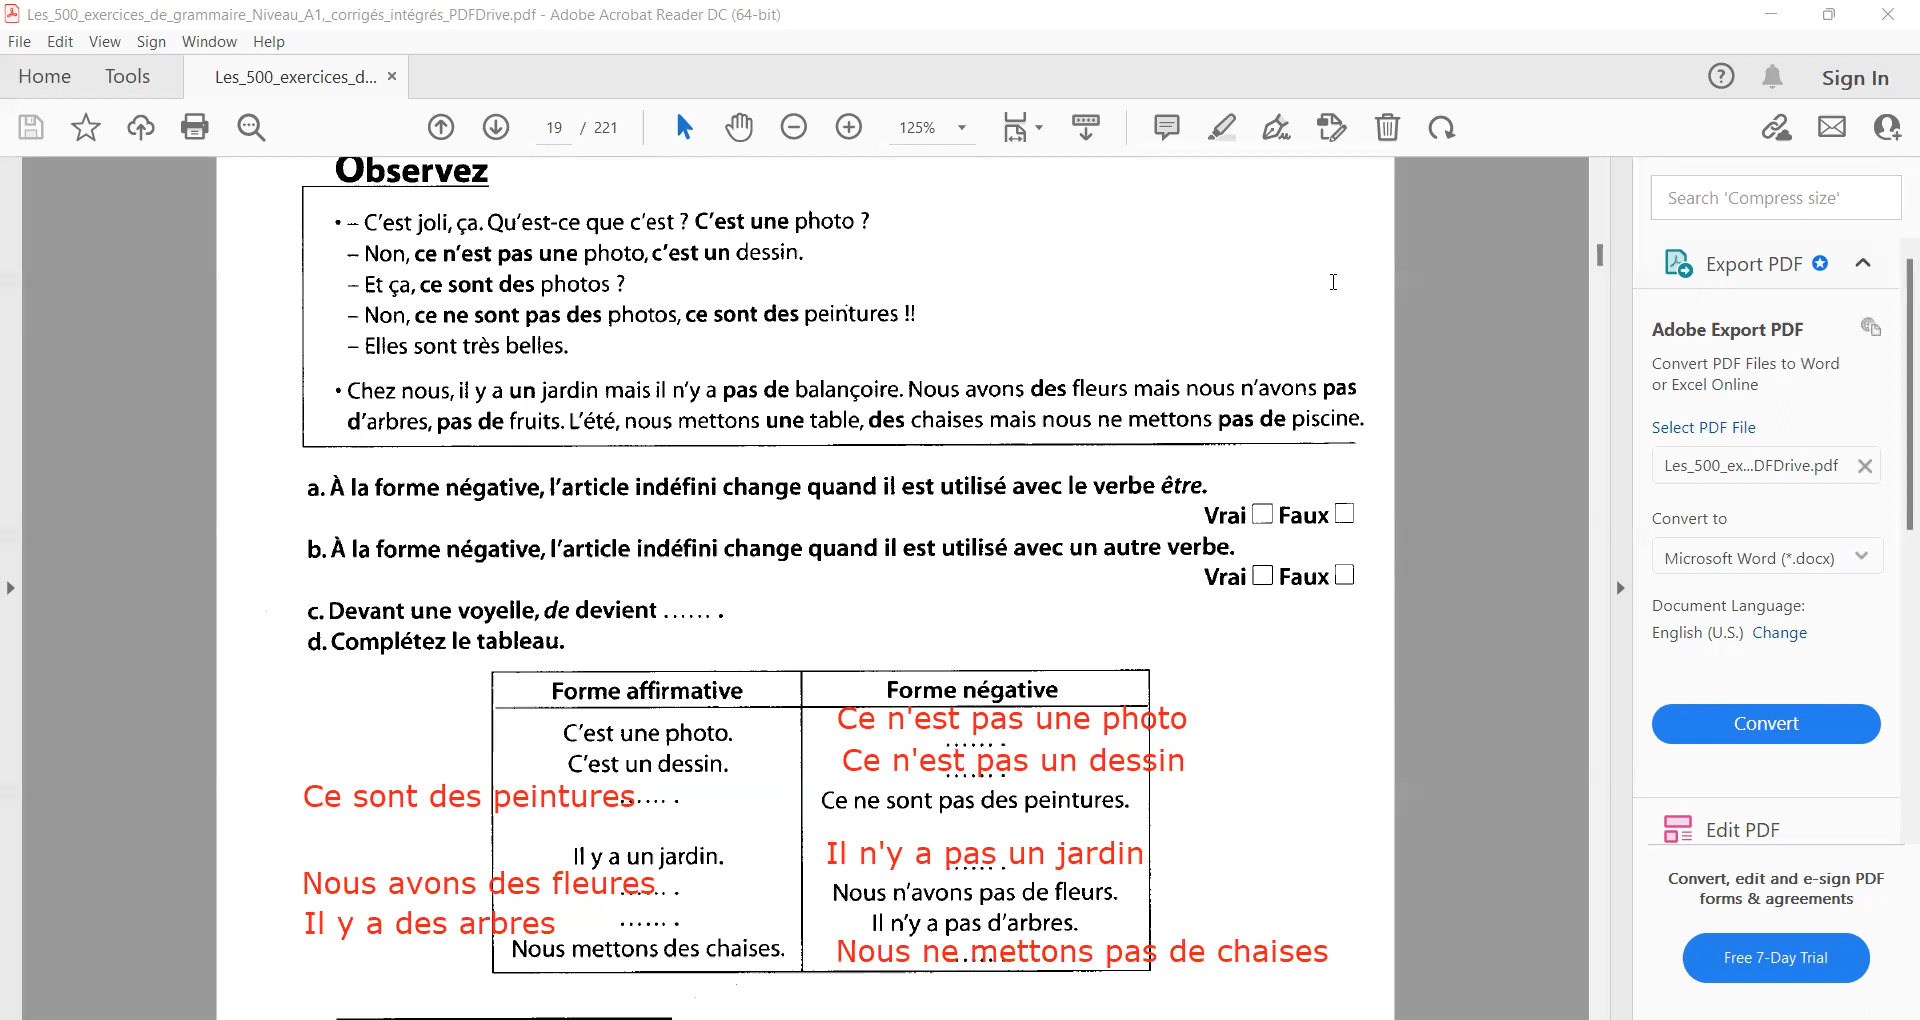 Les_500_exercices_de_grammaire_Niveau_A1,_corrigés_intégrés_PDFDrive.pdf - Adobe Acrobat Reader DC (64-bit)
File Edit View Sign Window Help
Home Tools Les_500_exercices_d... × Sign In
19 / 221 125%
Observez
• – C'est joli, ça. Qu'est-ce que c'est ? C'est une photo ?
– Non, ce n'est pas une photo, c'est un dessin.
– Et ça, ce sont des photos ?
– Non, ce ne sont pas des photos, ce sont des peintures !!
– Elles sont très belles.
• Chez nous, il y a un jardin mais il n'y a pas de balançoire. Nous avons des fleurs mais nous n'avons pas
d'arbres, pas de fruits. L'été, nous mettons une table, des chaises mais nous ne mettons pas de piscine.
a. À la forme négative, l'article indéfini change quand il est utilisé avec le verbe être.
Vrai Faux
b. À la forme négative, l'article indéfini change quand il est utilisé avec un autre verbe.
Vrai Faux
c. Devant une voyelle, de devient ...... .
d. Complétez le tableau.
Forme affirmative Forme négative
C'est une photo. Ce n'est pas une photo ...... .
C'est un dessin. Ce n'est pas un dessin ...... .
Ce sont des peintures ...... . Ce ne sont pas des peintures.
Il y a un jardin. Il n'y a pas un jardin ...... .
Nous avons des fleures ...... . Nous n'avons pas de fleurs.
Il y a des arbres ...... . Il n'y a pas d'arbres.
Nous mettons des chaises. Nous ne mettons pas de chaises ......
Search 'Compress size'
Export PDF
Adobe Export PDF
Convert PDF Files to Word
or Excel Online
Select PDF File
Les_500_ex...DFDrive.pdf
Convert to
Microsoft Word (*.docx)
Document Language:
English (U.S.) Change
Convert
Edit PDF
Convert, edit and e-sign PDF
forms & agreements
Free 7-Day Trial